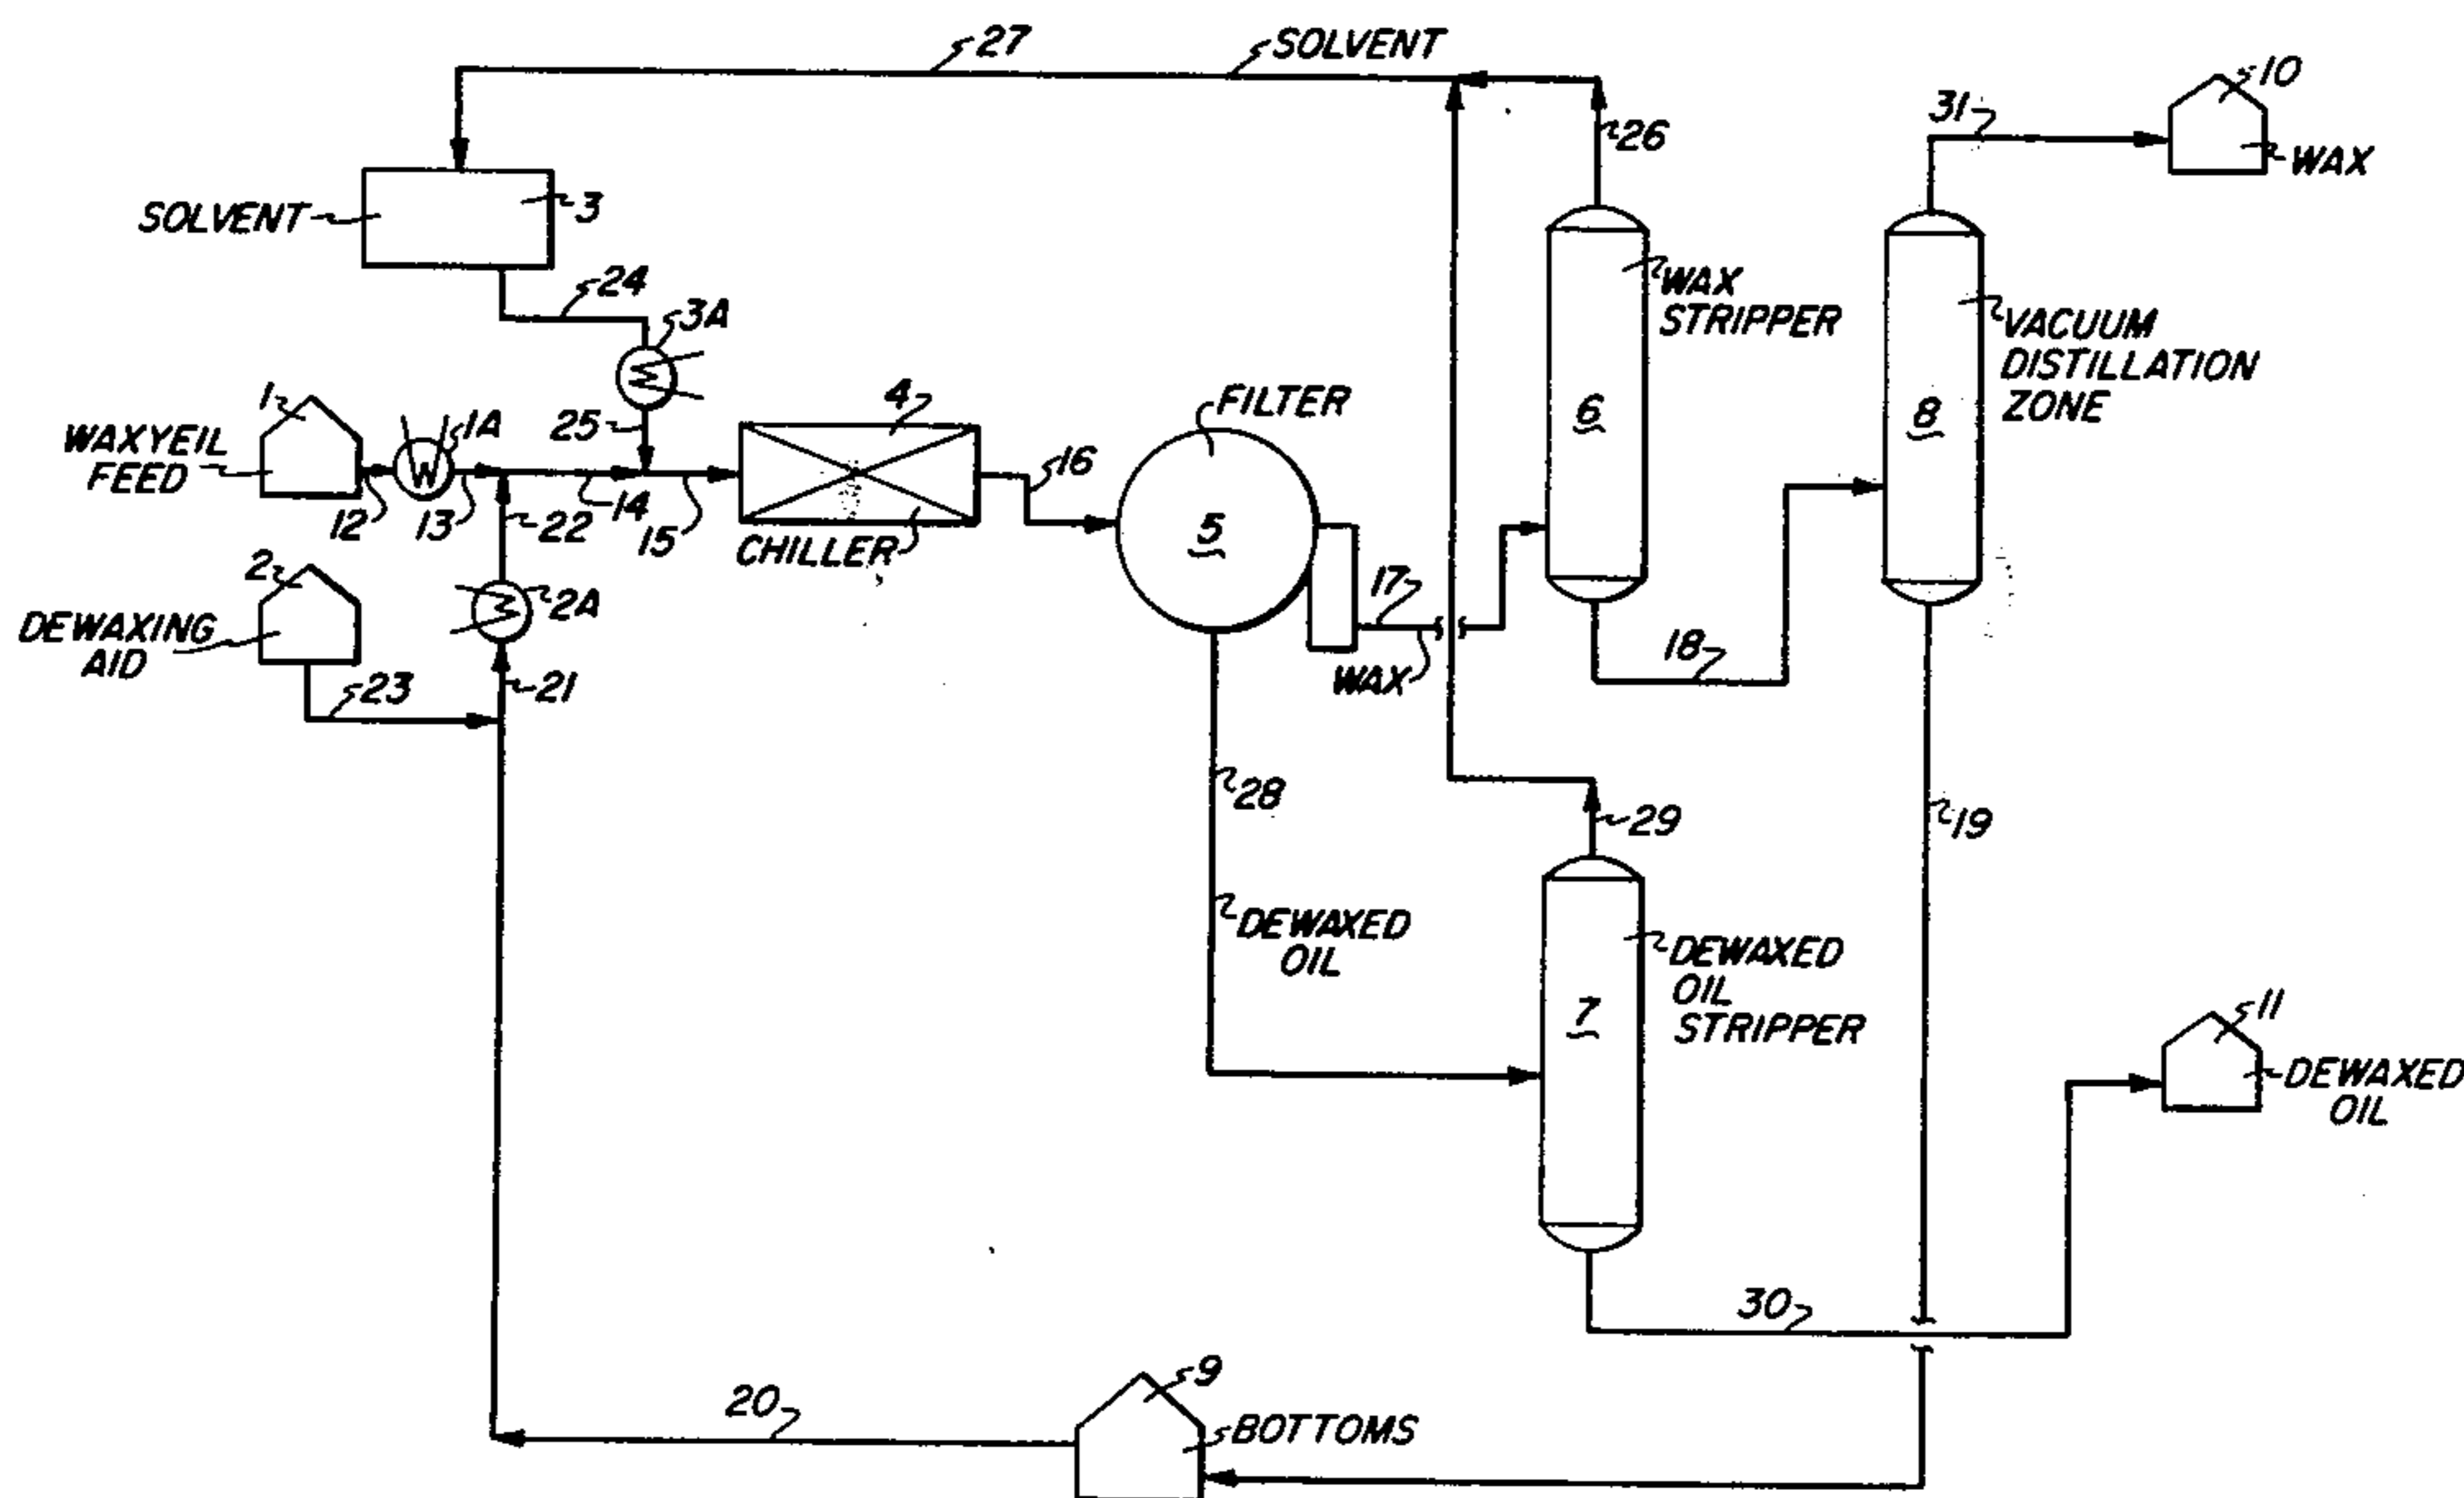 27
SOLVENT
10
31
26
WAX
SOLVENT
3
24
WAX
STRIPPER
3A
VACUUM
DISTILLATION
ZONE
1
1A
25
4
FILTER
6
8
WAXYEIL
FEED
16
12
13
22
14
15
CHILLER
5
17
2
2A
DEWAXING
AID
18
WAX
23
21
28
29
19
DEWAXED
OIL
DEWAXED
OIL
STRIPPER
7
11
DEWAXED
OIL
30
9
20
BOTTOMS